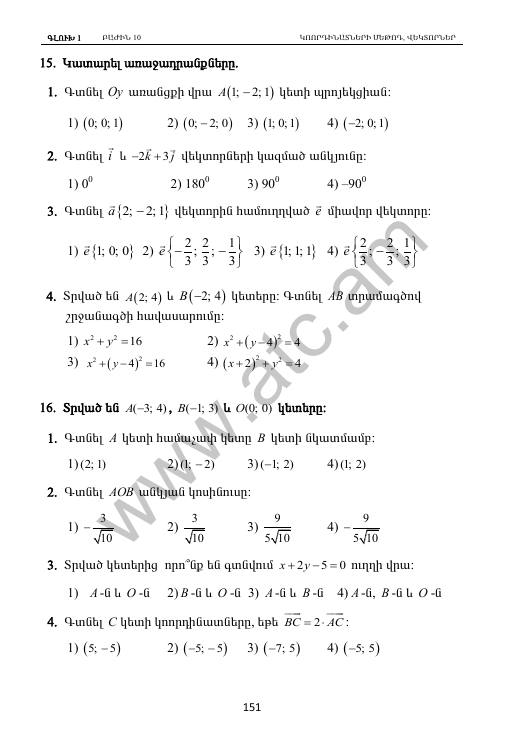 ԳԼՈՒԽ 1 ԲԱԺԻՆ 10 ԿՈՈՐԴԻՆԱՏՆԵՐԻ ՄԵԹՈԴ, ՎԵԿՏՈՐՆԵՐ
15. Կատարել առաջադրանքները.
1. Գտնել Oy առանցքի վրա A(1; −2; 1) կետի պրոյեկցիան:
1) (0; 0; 1) 2) (0; −2; 0) 3) (1; 0; 1) 4) (−2; 0; 1)
2. Գտնել i⃗ և −2k⃗ + 3j⃗ վեկտորների կազմած անկյունը:
1) 0⁰ 2) 180⁰ 3) 90⁰ 4) −90⁰
3. Գտնել a⃗{2; −2; 1} վեկտորին համուղղված e⃗ միավոր վեկտորը:
1) e⃗{1; 0; 0} 2) e⃗{−2/3; 2/3; −1/3} 3) e⃗{1; 1; 1} 4) e⃗{2/3; −2/3; 1/3}
4. Տրված են A(2; 4) և B(−2; 4) կետերը: Գտնել AB տրամագծով
շրջանագծի հավասարումը:
1) x² + y² = 16 2) x² + (y−4)² = 4
3) x² + (y−4)² = 16 4) (x+2)² + y² = 4
16. Տրված են A(−3; 4), B(−1; 3) և O(0; 0) կետերը:
1. Գտնել A կետի համաչափ կետը B կետի նկատմամբ:
1) (2; 1) 2) (1; −2) 3) (−1; 2) 4) (1; 2)
2. Գտնել AOB անկյան կոսինուսը:
1) −3/√10 2) 3/√10 3) 9/5√10 4) −9/5√10
3. Տրված կետերից որո՞նք են գտնվում x + 2y − 5 = 0 ուղղի վրա:
1) A -ն և O -ն 2) B -ն և O -ն 3) A -ն և B -ն 4) A -ն, B -ն և O -ն
4. Գտնել C կետի կոորդինատները, եթե BC⃗ = 2 · AC⃗ :
1) (5; −5) 2) (−5; −5) 3) (−7; 5) 4) (−5; 5)
www.atc.am
151